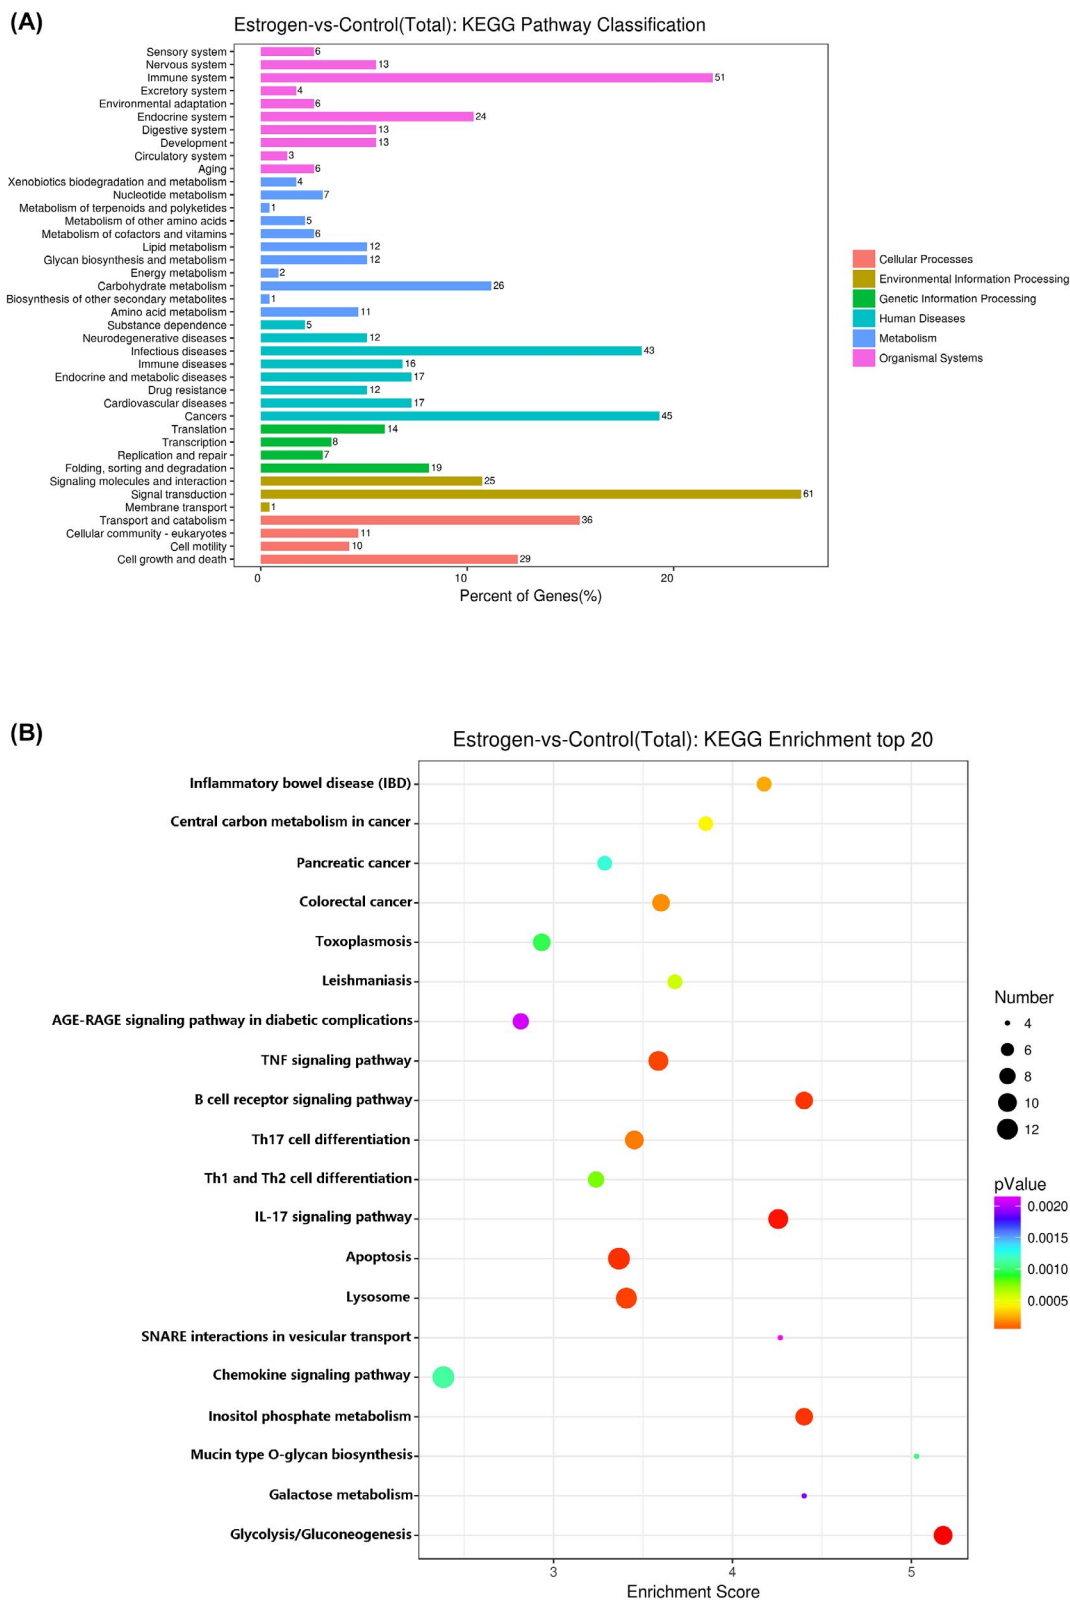 (A)
Estrogen-vs-Control(Total): KEGG Pathway Classification
Sensory system 6
Nervous system 13
Immune system 51
Excretory system 4
Environmental adaptation 6
Endocrine system 24
Digestive system 13
Development 13
Circulatory system 3
Aging 6
Xenobiotics biodegradation and metabolism 4
Nucleotide metabolism 7
Metabolism of terpenoids and polyketides 1
Metabolism of other amino acids 5
Metabolism of cofactors and vitamins 6
Lipid metabolism 12
Glycan biosynthesis and metabolism 12
Energy metabolism 2
Carbohydrate metabolism 26
Biosynthesis of other secondary metabolites 1
Amino acid metabolism 11
Substance dependence 5
Neurodegenerative diseases 12
Infectious diseases 43
Immune diseases 16
Endocrine and metabolic diseases 17
Drug resistance 12
Cardiovascular diseases 17
Cancers 45
Translation 14
Transcription 8
Replication and repair 7
Folding, sorting and degradation 19
Signaling molecules and interaction 25
Signal transduction 61
Membrane transport 1
Transport and catabolism 36
Cellular community - eukaryotes 11
Cell motility 10
Cell growth and death 29
0 10 20
Percent of Genes(%)
Cellular Processes
Environmental Information Processing
Genetic Information Processing
Human Diseases
Metabolism
Organismal Systems
(B)
Estrogen-vs-Control(Total): KEGG Enrichment top 20
Inflammatory bowel disease (IBD)
Central carbon metabolism in cancer
Pancreatic cancer
Colorectal cancer
Toxoplasmosis
Leishmaniasis
AGE-RAGE signaling pathway in diabetic complications
TNF signaling pathway
B cell receptor signaling pathway
Th17 cell differentiation
Th1 and Th2 cell differentiation
IL-17 signaling pathway
Apoptosis
Lysosome
SNARE interactions in vesicular transport
Chemokine signaling pathway
Inositol phosphate metabolism
Mucin type O-glycan biosynthesis
Galactose metabolism
Glycolysis/Gluconeogenesis
3 4 5
Enrichment Score
Number
4
6
8
10
12
pValue
0.0020
0.0015
0.0010
0.0005